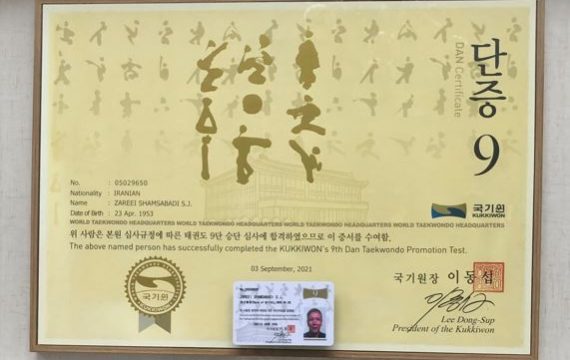 단증 9
DAN Certificate
No. : 05029650
Nationality : IRANIAN
Name : ZAREEI SHAMSABADI S.J.
Date of Birth : 23 Apr. 1953
국기원
KUKKIWON
WORLD TAEKWONDO HEADQUARTERS WORLD TAEKWONDO HEADQUARTERS WORLD TAEKWONDO HEADQUARTERS WORLD TAEKWONDO HEADQUARTERS
위 사람은 본원 심사규정에 따른 태권도 9단 승단 심사에 합격하였으므로 이 증서를 수여함.
The above named person has successfully completed the KUKKIWON's 9th Dan Taekwondo Promotion Test.
03 September, 2021
국기원장 이동섭
Lee Dong-Sup
President of the Kukkiwon
국기원